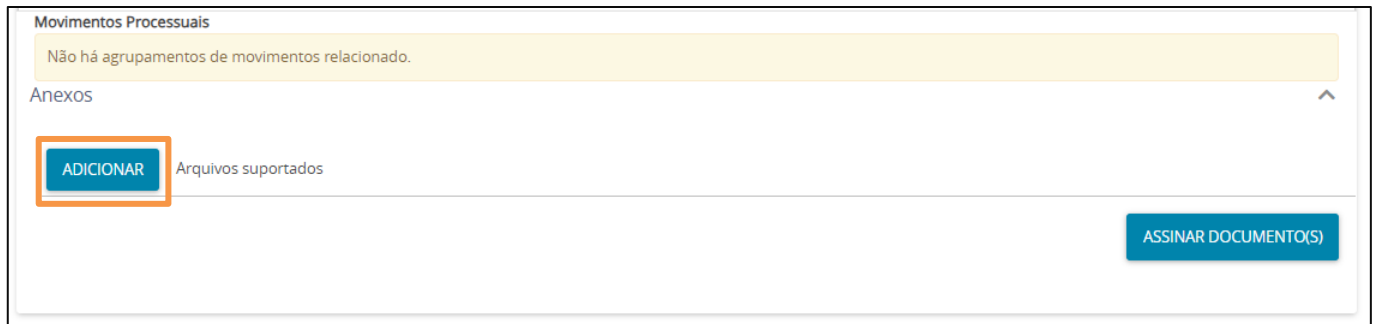 Movimentos Processuais
Não há agrupamentos de movimentos relacionado.
Anexos
ADICIONAR Arquivos suportados
ASSINAR DOCUMENTO(S)